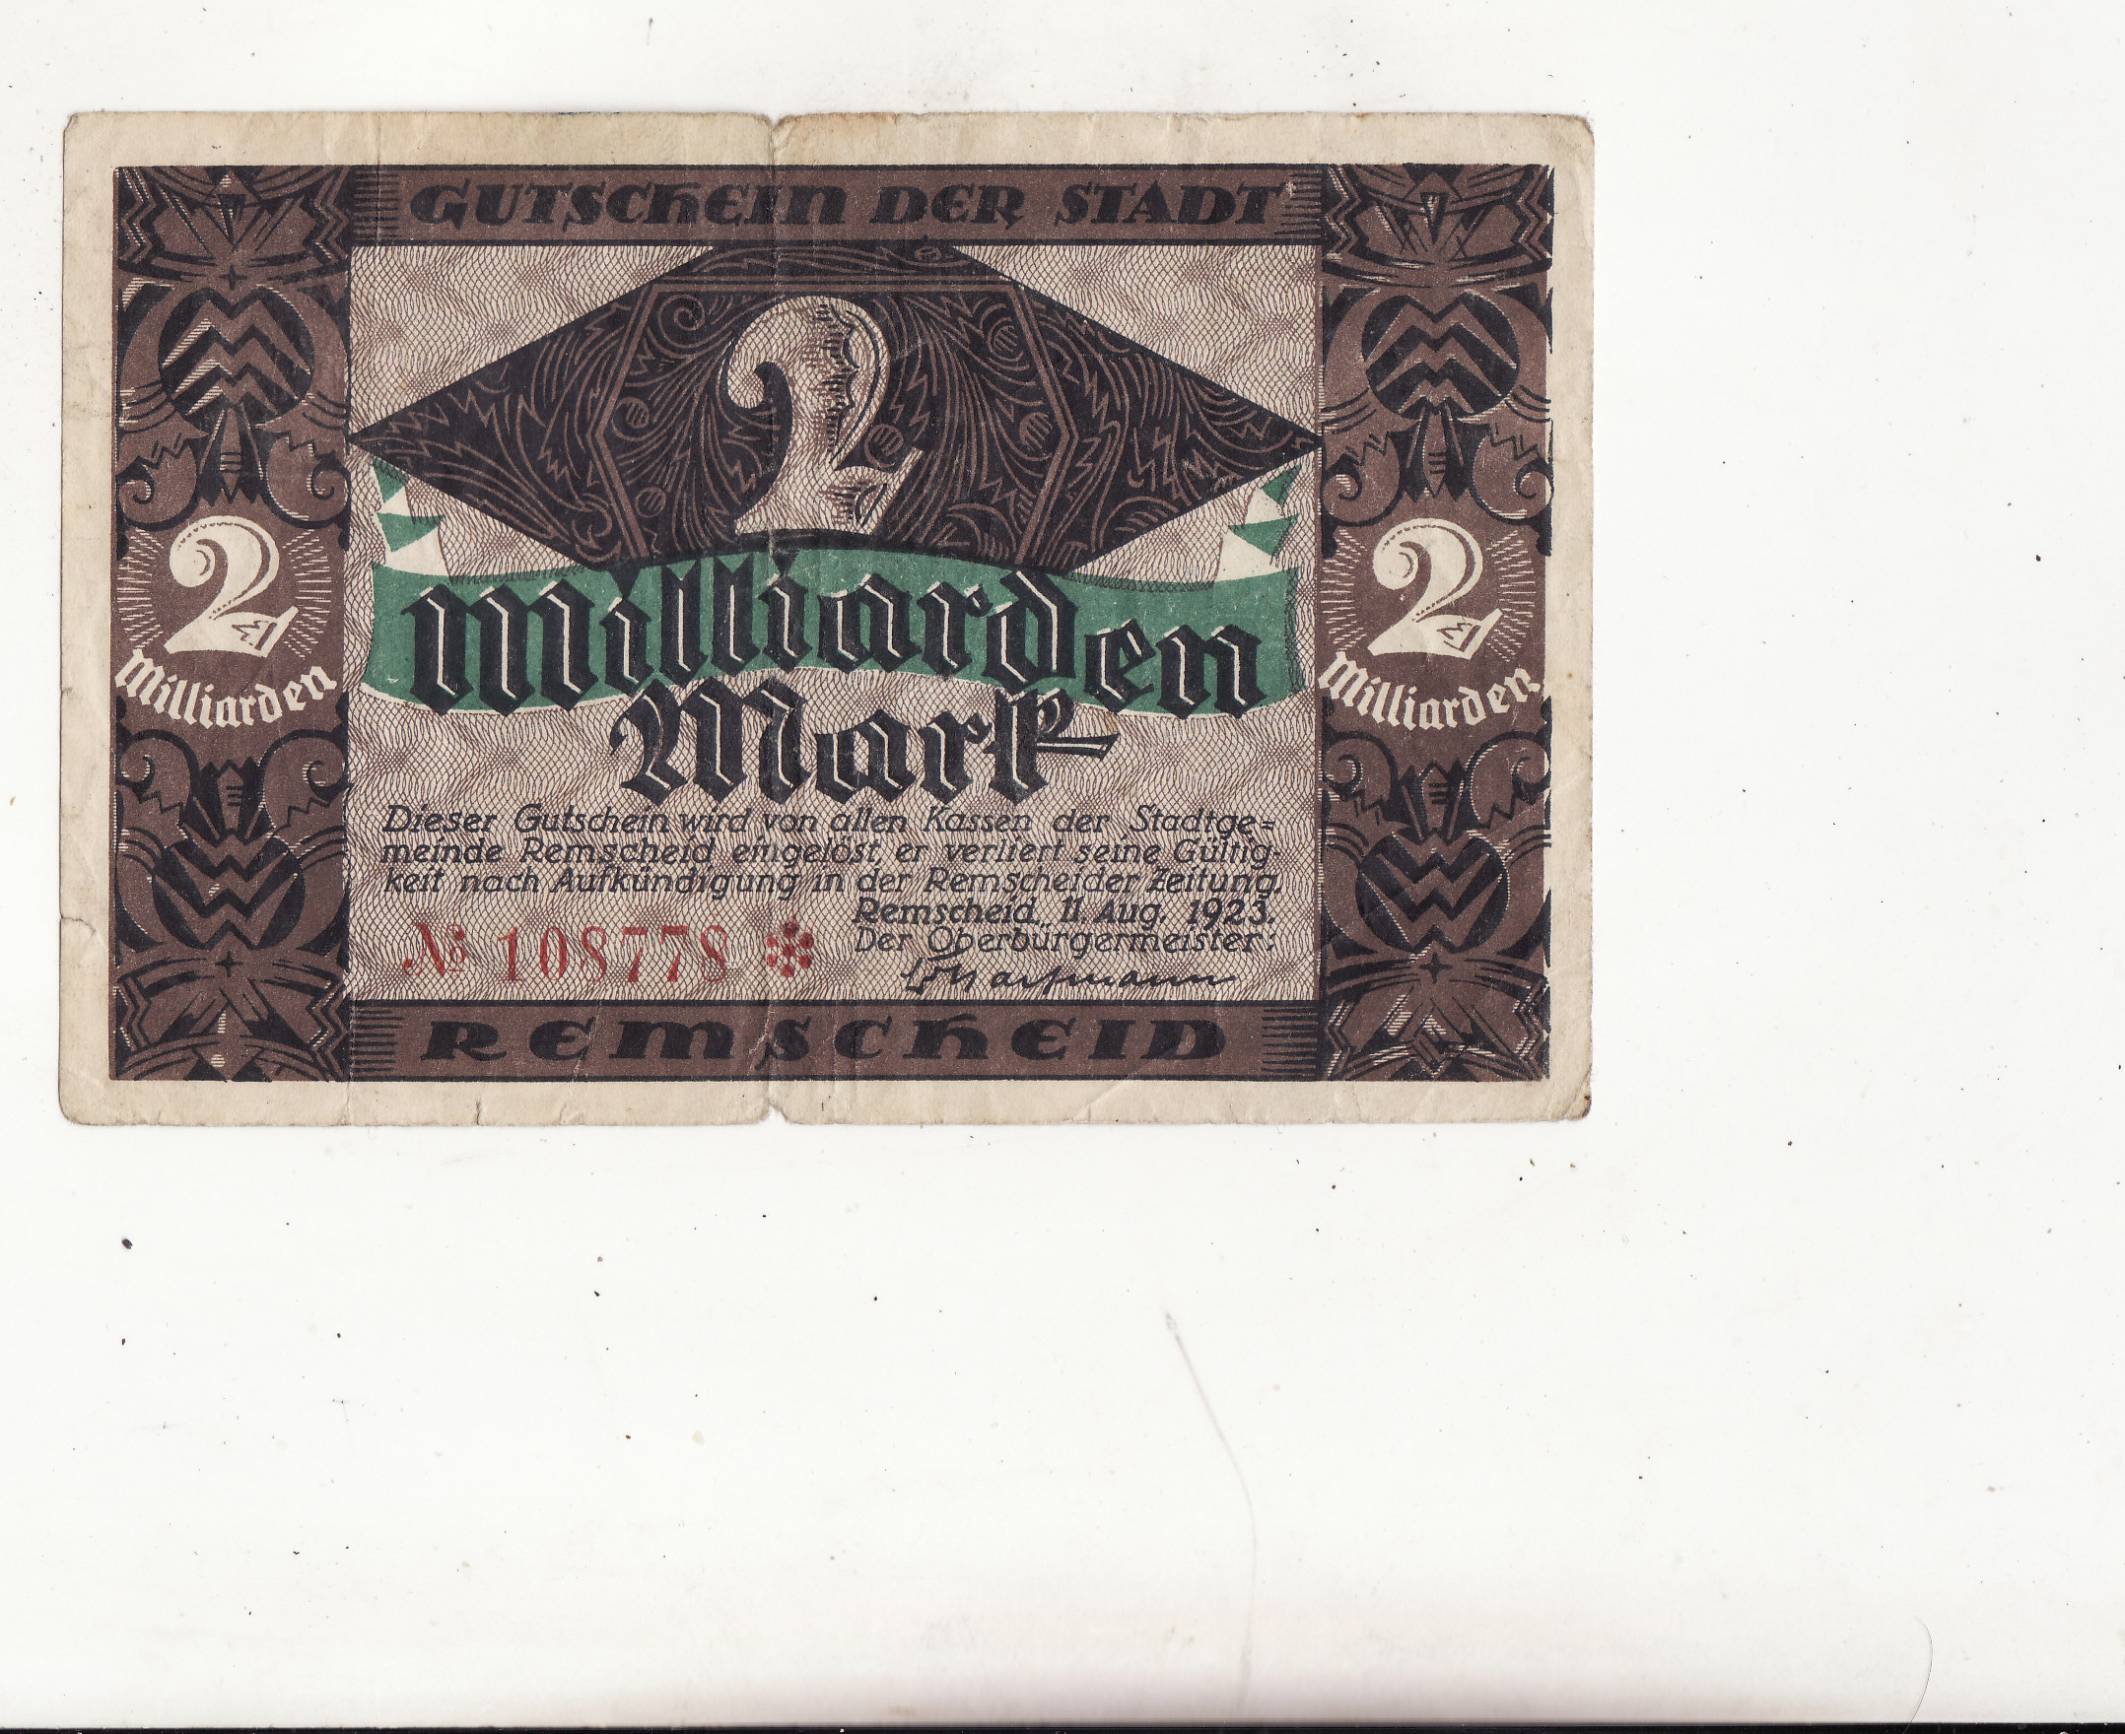 GUTSCHEIN DER STADT
2
Milliarden
Mark
2
Milliarden
2
Milliarden
Dieser Gutschein wird von allen Kassen der Stadtge=
meinde Remscheid eingelöst, er verliert seine Gültig-
keit nach Aufkündigung in der Remscheider Zeitung.
Remscheid, 11. Aug. 1923.
Der Oberbürgermeister:
№ 108778 *
REMSCHEID